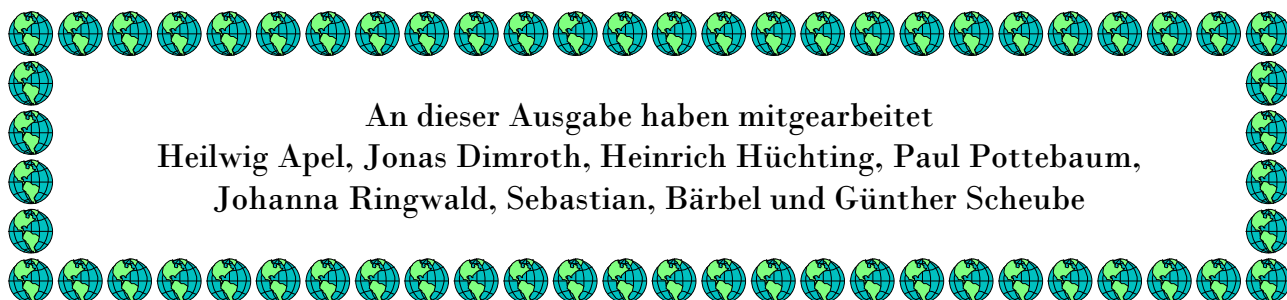 An dieser Ausgabe haben mitgearbeitet
Heilwig Apel, Jonas Dimroth, Heinrich Hüchting, Paul Pottebaum,
Johanna Ringwald, Sebastian, Bärbel und Günther Scheube